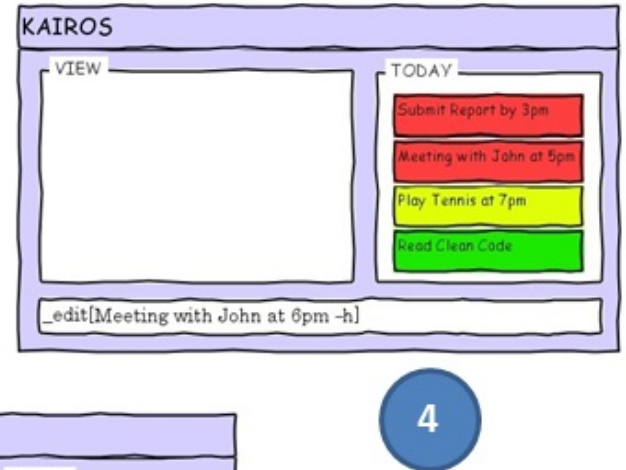 KAIROS
VIEW
TODAY
Submit Report by 3pm
Meeting with John at 5pm
Play Tennis at 7pm
Read Clean Code
_edit[Meeting with John at 6pm -h]
4